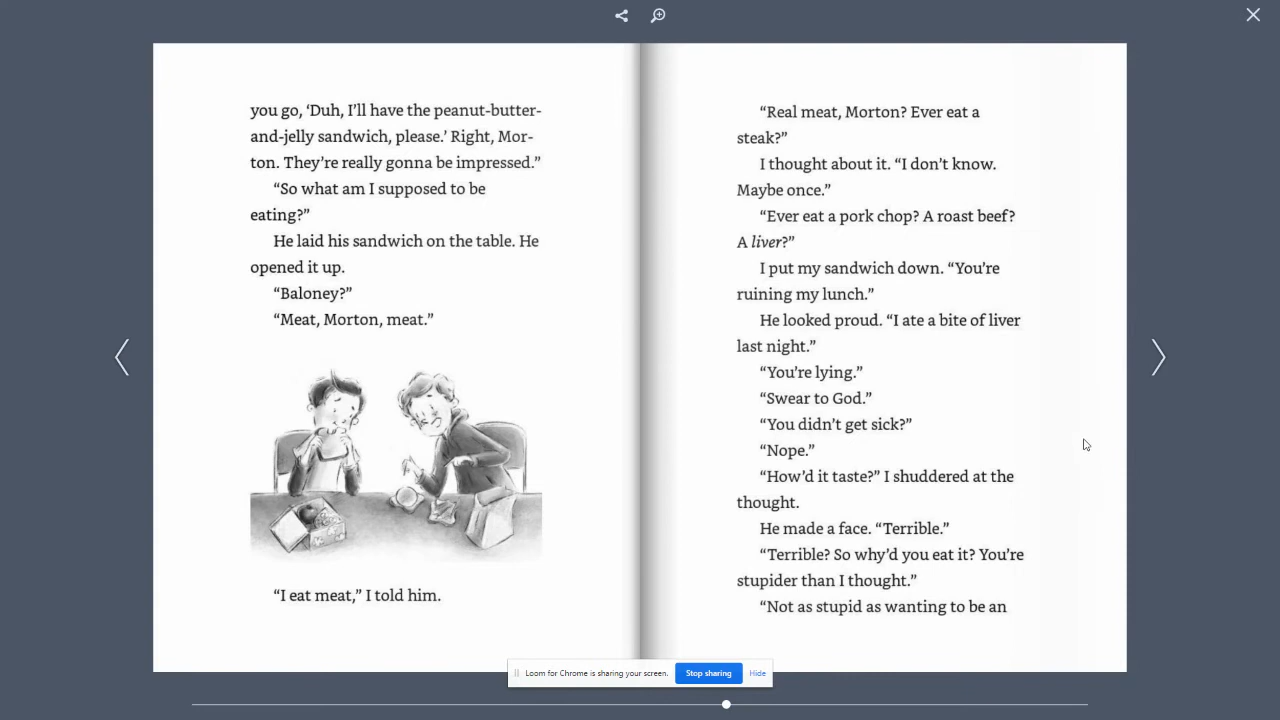 you go, ‘Duh, I’ll have the peanut-butter-
and-jelly sandwich, please.’ Right, Mor-
ton. They’re really gonna be impressed.”
“So what am I supposed to be
eating?”
He laid his sandwich on the table. He
opened it up.
“Baloney?”
“Meat, Morton, meat.”
“I eat meat,” I told him.
“Real meat, Morton? Ever eat a
steak?”
I thought about it. “I don’t know.
Maybe once.”
“Ever eat a pork chop? A roast beef?
A liver?”
I put my sandwich down. “You’re
ruining my lunch.”
He looked proud. “I ate a bite of liver
last night.”
“You’re lying.”
“Swear to God.”
“You didn’t get sick?”
“Nope.”
“How’d it taste?” I shuddered at the
thought.
He made a face. “Terrible.”
“Terrible? So why’d you eat it? You’re
stupider than I thought.”
“Not as stupid as wanting to be an
Loom for Chrome is sharing your screen.
Stop sharing
Hide